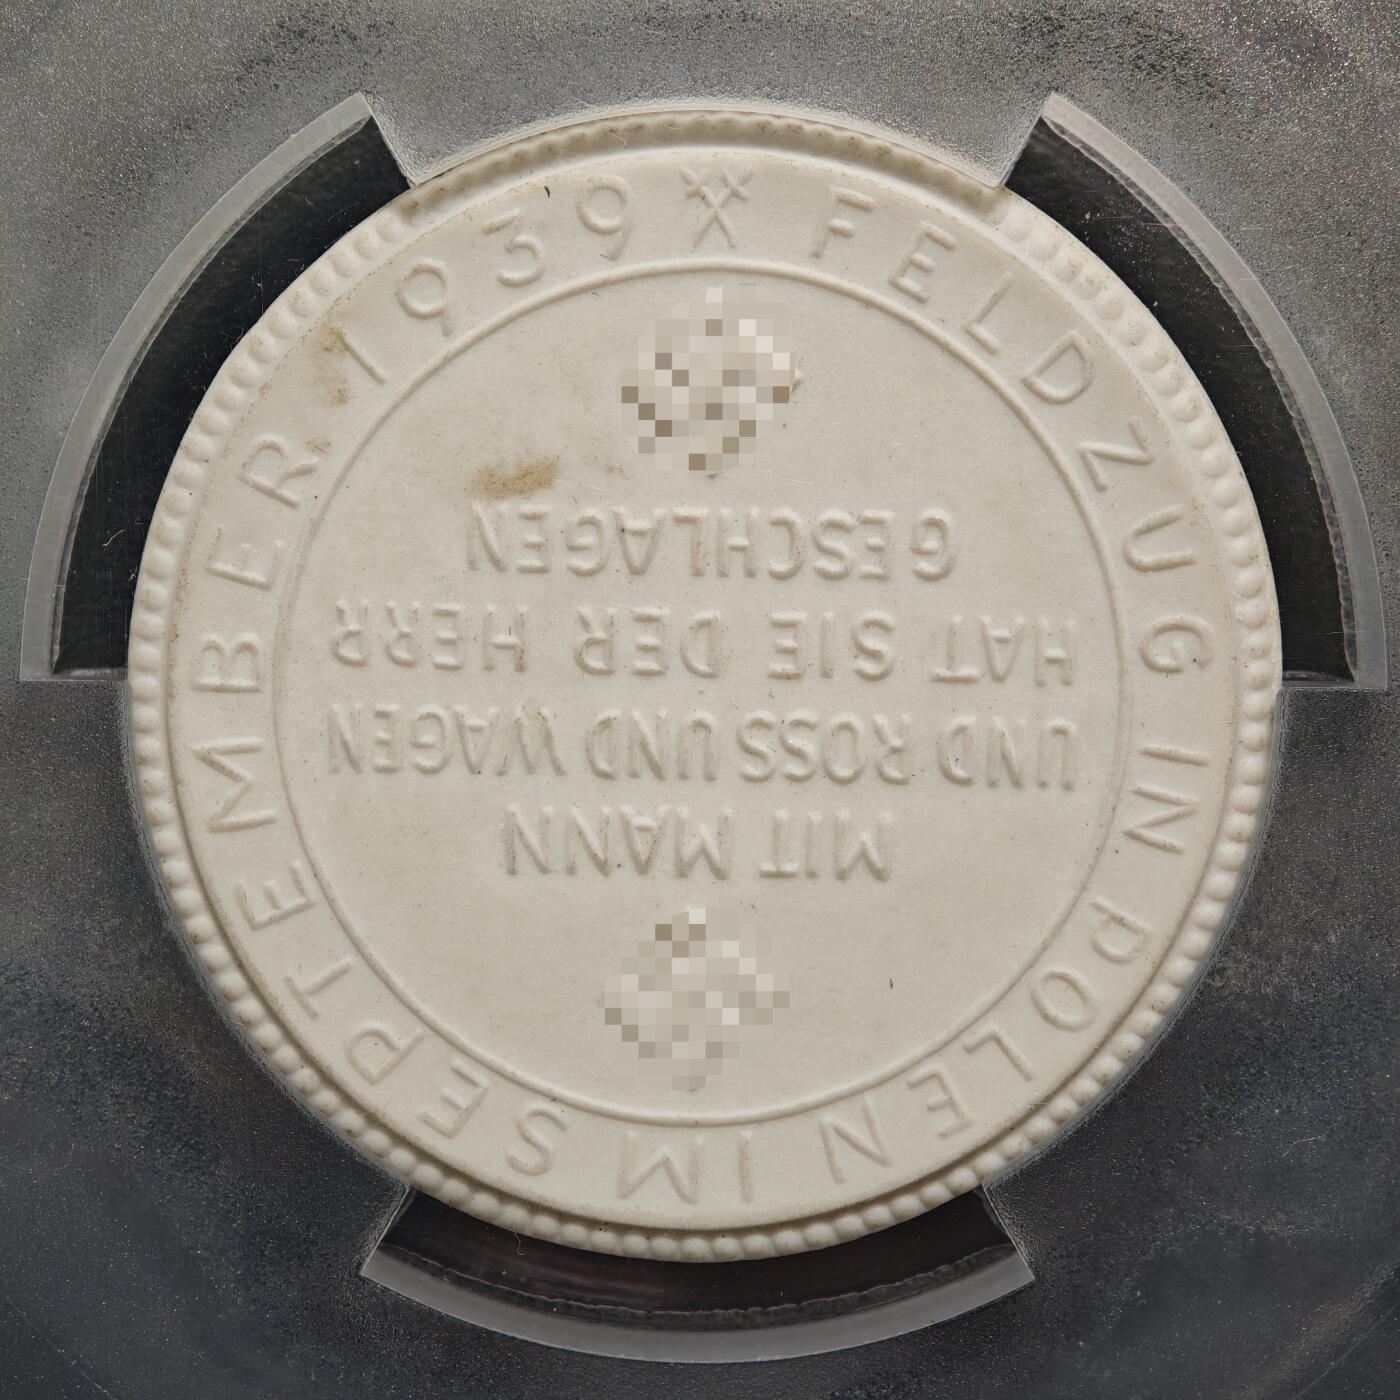 FELDZUG IN POLEN IM SEPTEMBER 1939
MIT MANN
UND ROSS UND WAGEN
HAT SIE DER HERR
GESCHLAGEN